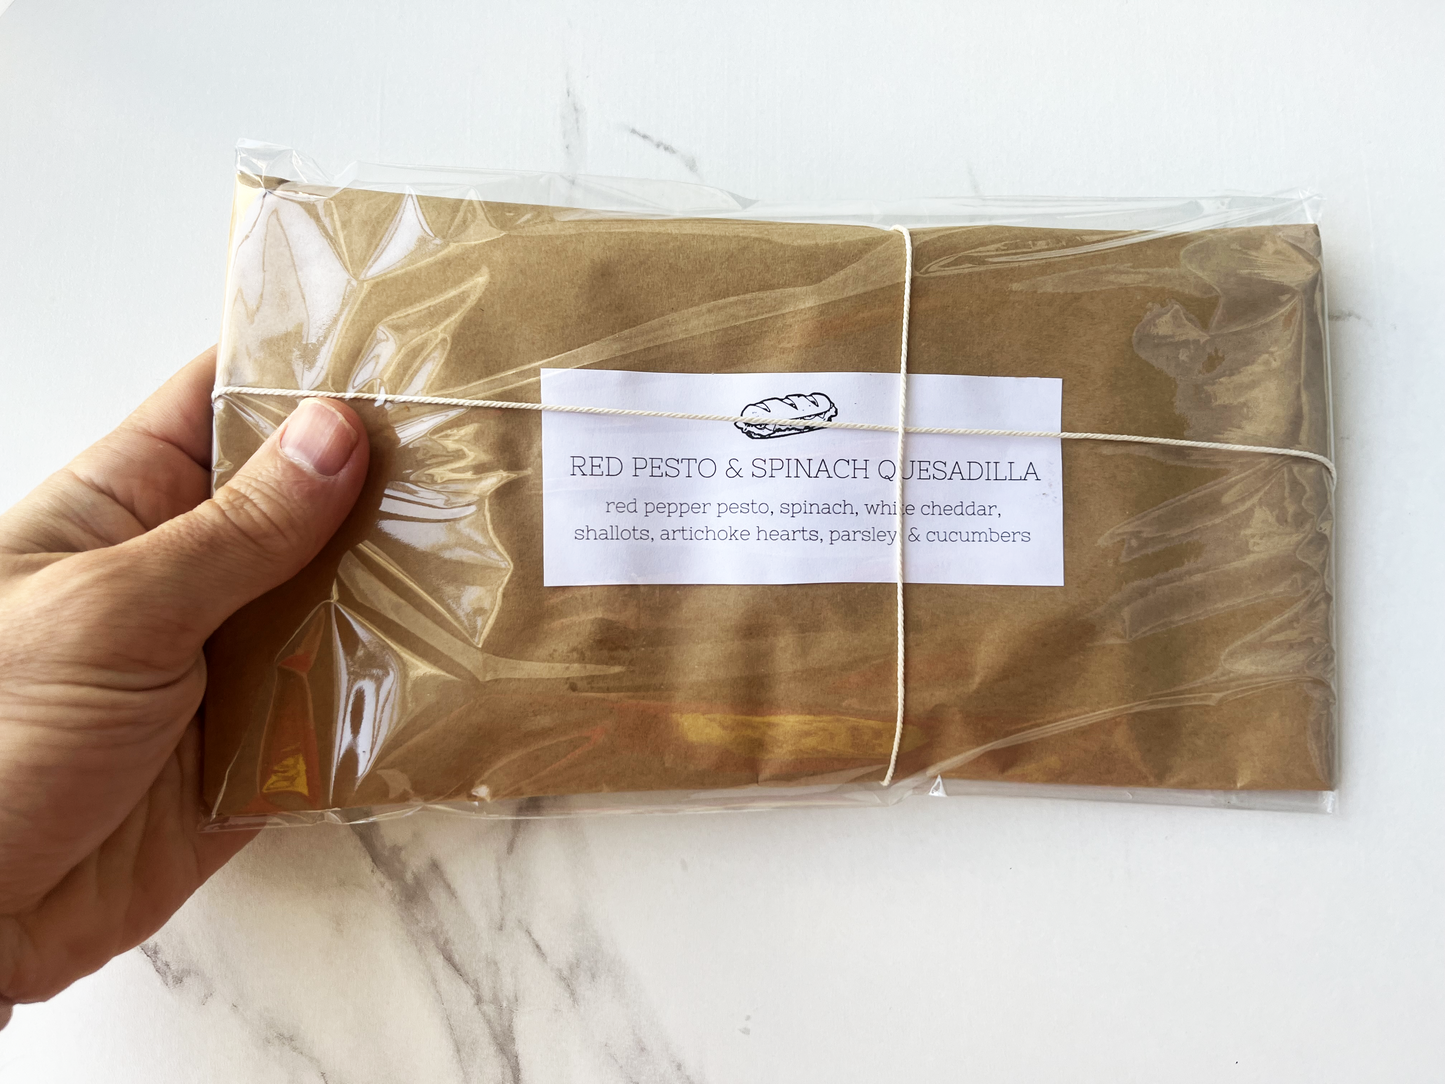 RED PESTO & SPINACH QUESADILLA
red pepper pesto, spinach, white cheddar,
shallots, artichoke hearts, parsley, & cucumbers